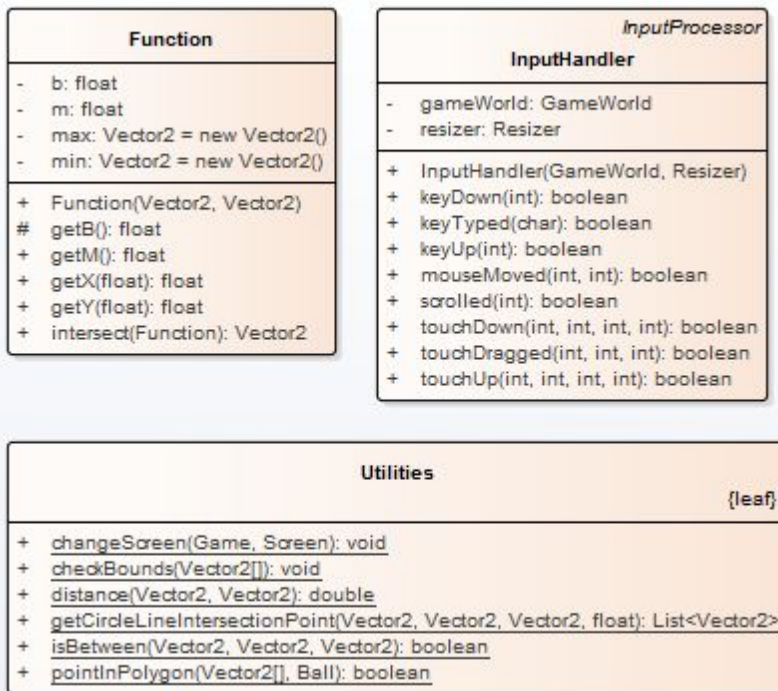 Function
- b: float
- m: float
- max: Vector2 = new Vector2()
- min: Vector2 = new Vector2()
+ Function(Vector2, Vector2)
# getB(): float
+ getM(): float
+ getX(float): float
+ getY(float): float
+ intersect(Function): Vector2
InputProcessor
InputHandler
- gameWorld: GameWorld
- resizer: Resizer
+ InputHandler(GameWorld, Resizer)
+ keyDown(int): boolean
+ keyTyped(char): boolean
+ keyUp(int): boolean
+ mouseMoved(int, int): boolean
+ scrolled(int): boolean
+ touchDown(int, int, int, int): boolean
+ touchDragged(int, int, int): boolean
+ touchUp(int, int, int, int): boolean
Utilities
{leaf}
+ changeScreen(Game, Screen): void
+ checkBounds(Vector2[]): void
+ distance(Vector2, Vector2): double
+ getCircleLineIntersectionPoint(Vector2, Vector2, Vector2, float): List<Vector2>
+ isBetween(Vector2, Vector2, Vector2): boolean
+ pointInPolygon(Vector2[], Ball): boolean